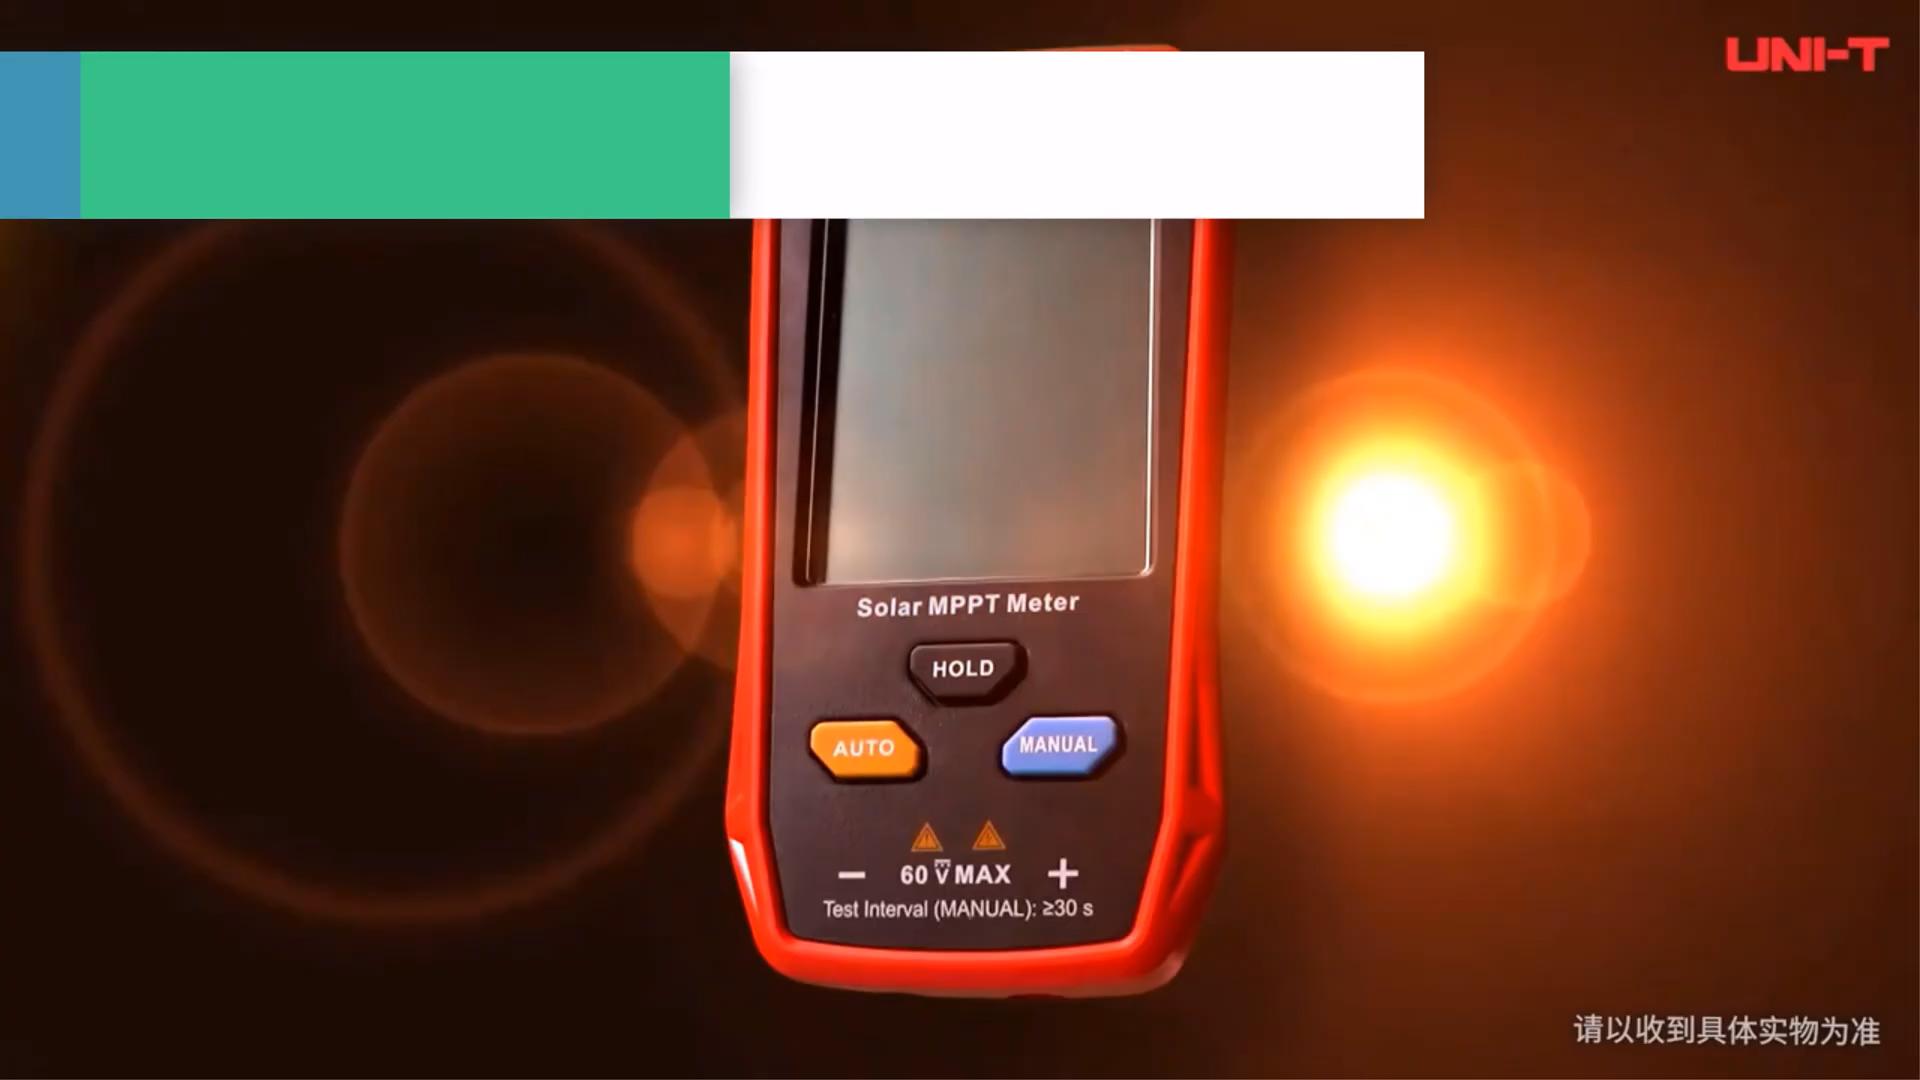 UNI-T
Solar MPPT Meter
HOLD
AUTO
MANUAL
− 60 V MAX +
Test Interval (MANUAL): ≥30 s
请以收到具体实物为准